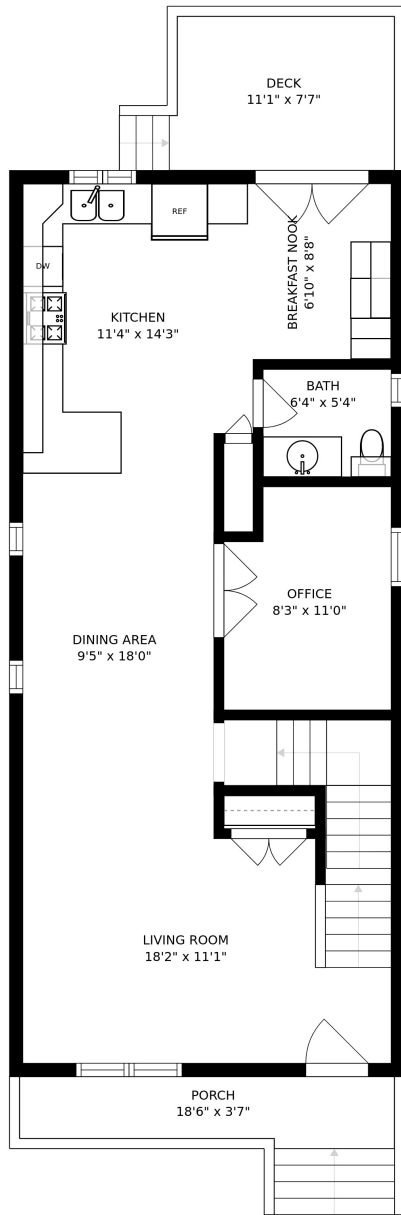 DECK
11'1" x 7'7"
REF
BREAKFAST NOOK
6'10" x 8'8"
DW
KITCHEN
11'4" x 14'3"
BATH
6'4" x 5'4"
OFFICE
8'3" x 11'0"
DINING AREA
9'5" x 18'0"
LIVING ROOM
18'2" x 11'1"
PORCH
18'6" x 3'7"